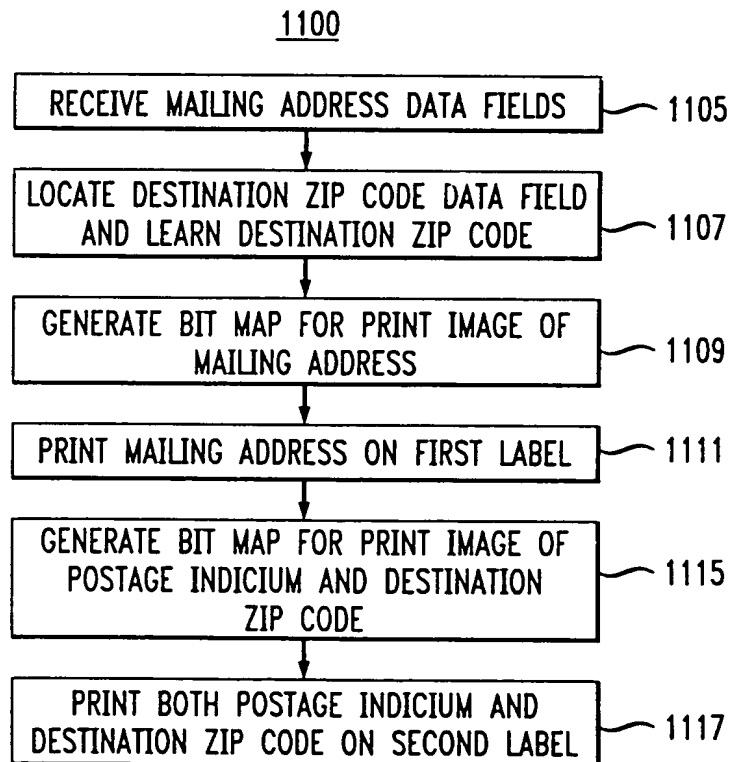 1100
RECEIVE MAILING ADDRESS DATA FIELDS
1105
LOCATE DESTINATION ZIP CODE DATA FIELD
AND LEARN DESTINATION ZIP CODE
1107
GENERATE BIT MAP FOR PRINT IMAGE OF
MAILING ADDRESS
1109
PRINT MAILING ADDRESS ON FIRST LABEL
1111
GENERATE BIT MAP FOR PRINT IMAGE OF
POSTAGE INDICIUM AND DESTINATION
ZIP CODE
1115
PRINT BOTH POSTAGE INDICIUM AND
DESTINATION ZIP CODE ON SECOND LABEL
1117